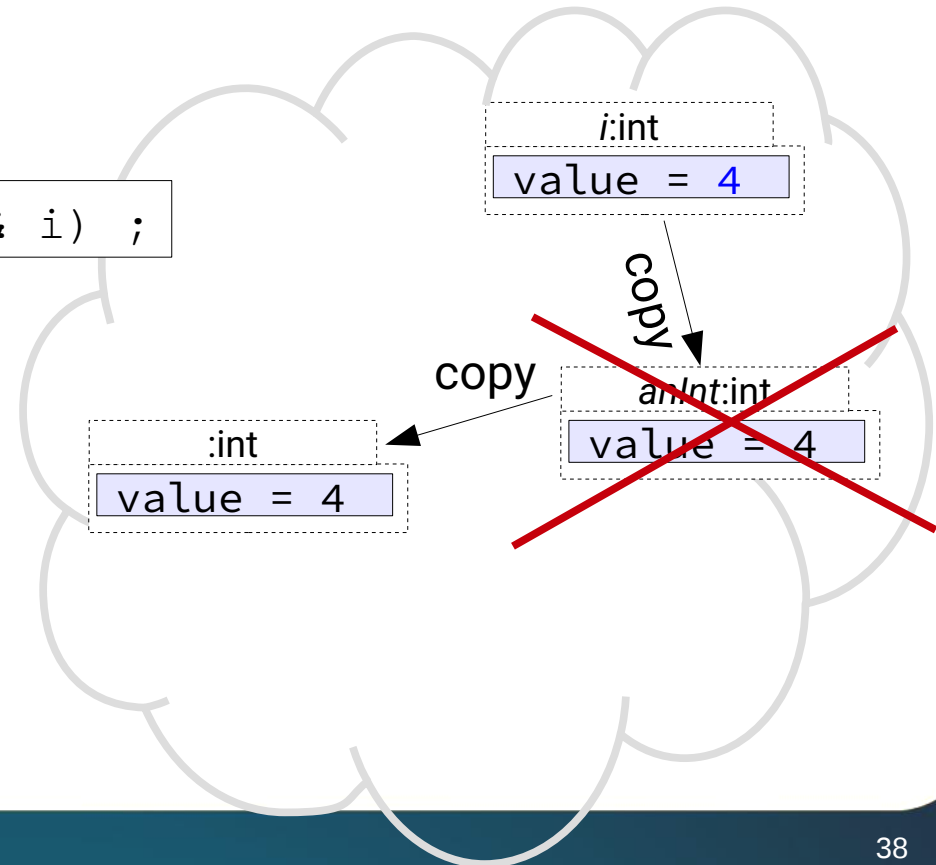 i:int
value = 4
& i) ;
copy
copy
anInt:int
value = 4
:int
value = 4
38